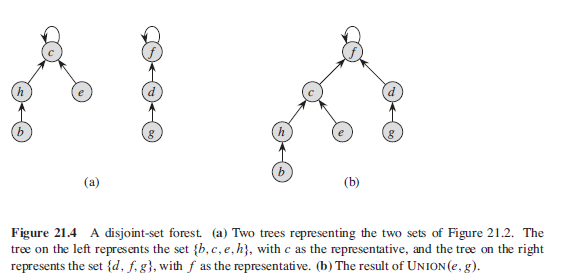 c
f
h
e
d
b
g
(a)
f
c
d
h
e
g
b
(b)
Figure 21.4 A disjoint-set forest. (a) Two trees representing the two sets of Figure 21.2. The
tree on the left represents the set {b, c, e, h}, with c as the representative, and the tree on the right
represents the set {d, f, g}, with f as the representative. (b) The result of UNION(e, g).